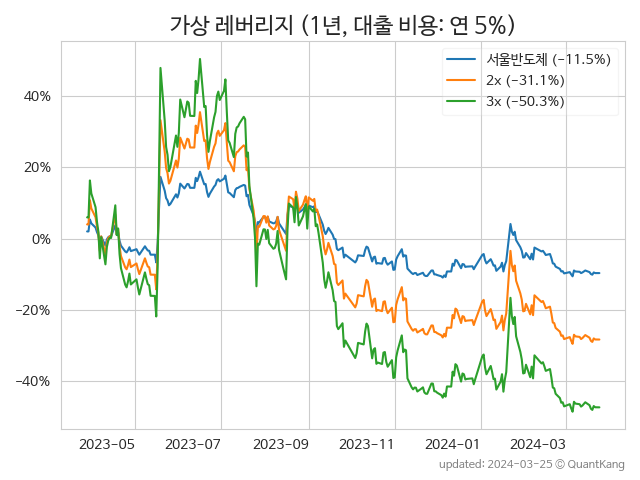 가상 레버리지 (1년, 대출 비용: 연 5%)
서울반도체 (−11.5%)
2x (−31.1%)
3x (−50.3%)
40%
20%
0%
−20%
−40%
2023−05 2023−07 2023−09 2023−11 2024−01 2024−03
updated: 2024−03−25 ⓒ QuantKang